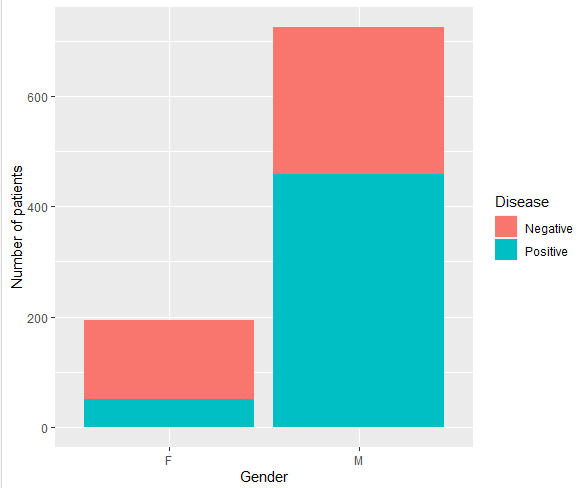 Number of patients
600
400
200
0
F
M
Gender
Disease
Negative
Positive